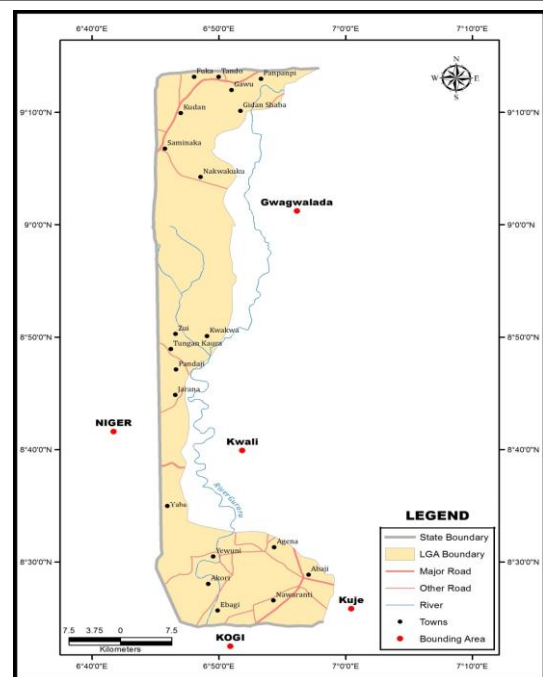 6°40'0"E 6°50'0"E 7°0'0"E 7°10'0"E
N
W E
S
Fuka Tando Panpanpi
Gawu
9°10'0"N
Kudan Gidan Shaba
9°10'0"N
Saminaka
Nakwakuku
Gwagwalada
9°0'0"N 9°0'0"N
Zui Kwakwa
8°50'0"N 8°50'0"N
Tungan Kaura
Pandaji
Jarana
NIGER
Kwali
8°40'0"N 8°40'0"N
River Gurara
Yaba
LEGEND
State Boundary
LGA Boundary
Major Road
Other Road
River
Towns
Bounding Area
Agena
Yewuni
8°30'0"N 8°30'0"N
Abaji
Akori
Nawaranti
Ebagi
Kuje
7.5 3.75 0 7.5
Kilometers
KOGI
6°40'0"E 6°50'0"E 7°0'0"E 7°10'0"E